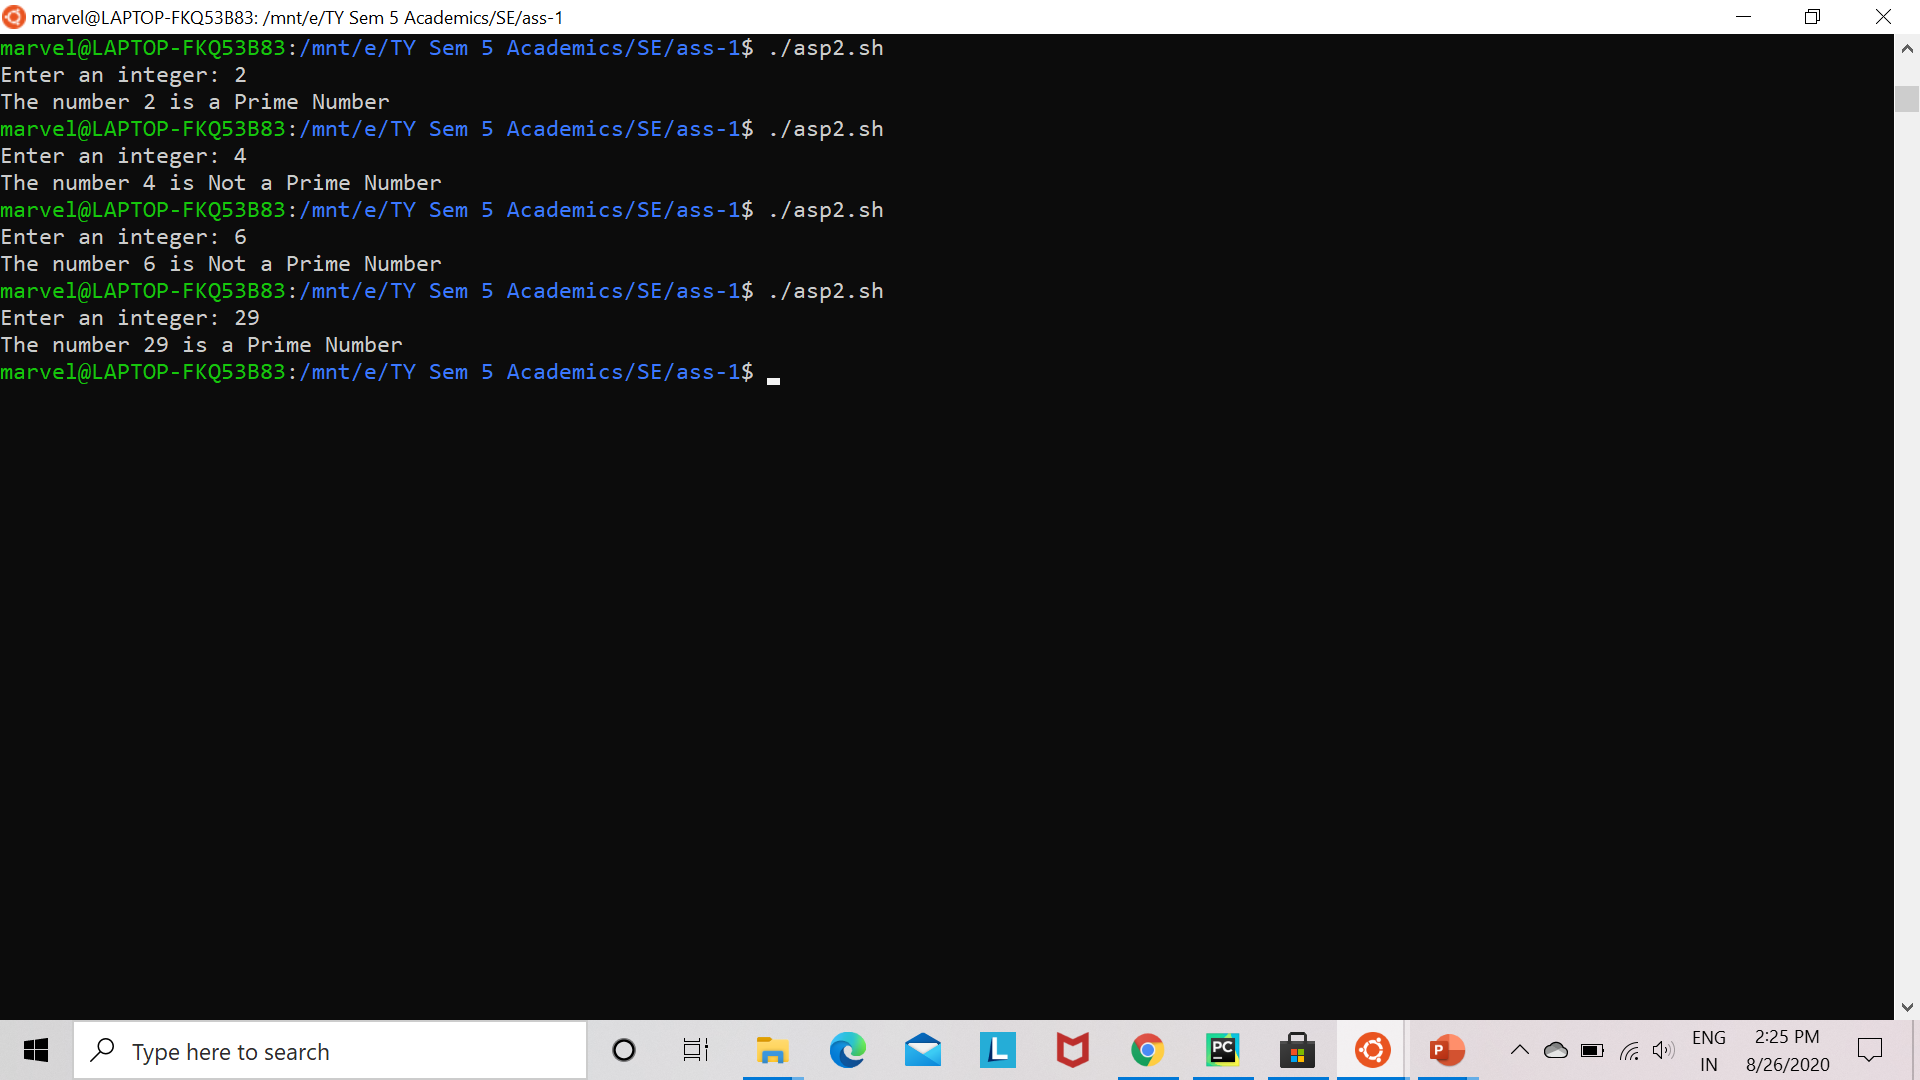 marvel@LAPTOP-FKQ53B83: /mnt/e/TY Sem 5 Academics/SE/ass-1
marvel@LAPTOP-FKQ53B83:/mnt/e/TY Sem 5 Academics/SE/ass-1$ ./asp2.sh
Enter an integer: 2
The number 2 is a Prime Number
marvel@LAPTOP-FKQ53B83:/mnt/e/TY Sem 5 Academics/SE/ass-1$ ./asp2.sh
Enter an integer: 4
The number 4 is Not a Prime Number
marvel@LAPTOP-FKQ53B83:/mnt/e/TY Sem 5 Academics/SE/ass-1$ ./asp2.sh
Enter an integer: 6
The number 6 is Not a Prime Number
marvel@LAPTOP-FKQ53B83:/mnt/e/TY Sem 5 Academics/SE/ass-1$ ./asp2.sh
Enter an integer: 29
The number 29 is a Prime Number
marvel@LAPTOP-FKQ53B83:/mnt/e/TY Sem 5 Academics/SE/ass-1$
Type here to search
L
PC
P
ENG
IN
2:25 PM
8/26/2020